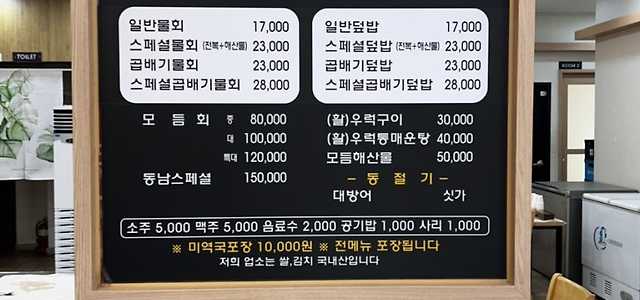 TOILET
ROOM 2
일반물회 17,000
스페셜물회 (전복+해산물) 23,000
곱배기물회 23,000
스페셜곱배기물회 28,000
일반덮밥 17,000
스페셜덮밥 (전복+해산물) 23,000
곱배기덮밥 23,000
스페셜곱배기덮밥 28,000
모듬회 중 80,000
대 100,000
특대 120,000
동남스페셜 150,000
(활)우럭구이 30,000
(활)우럭통매운탕 40,000
모듬해산물 50,000
- 동절기 -
대방어 싯가
소주 5,000 맥주 5,000 음료수 2,000 공기밥 1,000 사리 1,000
※ 미역국포장 10,000원 ※ 전메뉴 포장됩니다
저희 업소는 쌀,김치 국내산입니다